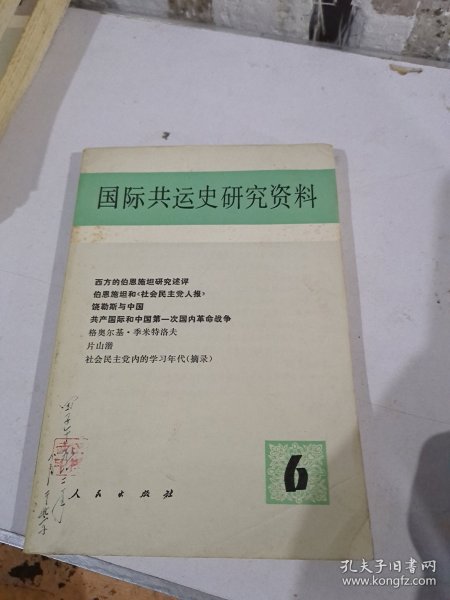 国际共运史研究资料
西方的伯恩施坦研究述评
伯恩施坦和《社会民主党人报》
饶勒斯与中国
共产国际和中国第一次国内革命战争
格奥尔基·季米特洛夫
片山潜
社会民主党内的学习年代(摘录)
6
人民出版社
孔夫子旧书网
www.kongfz.com